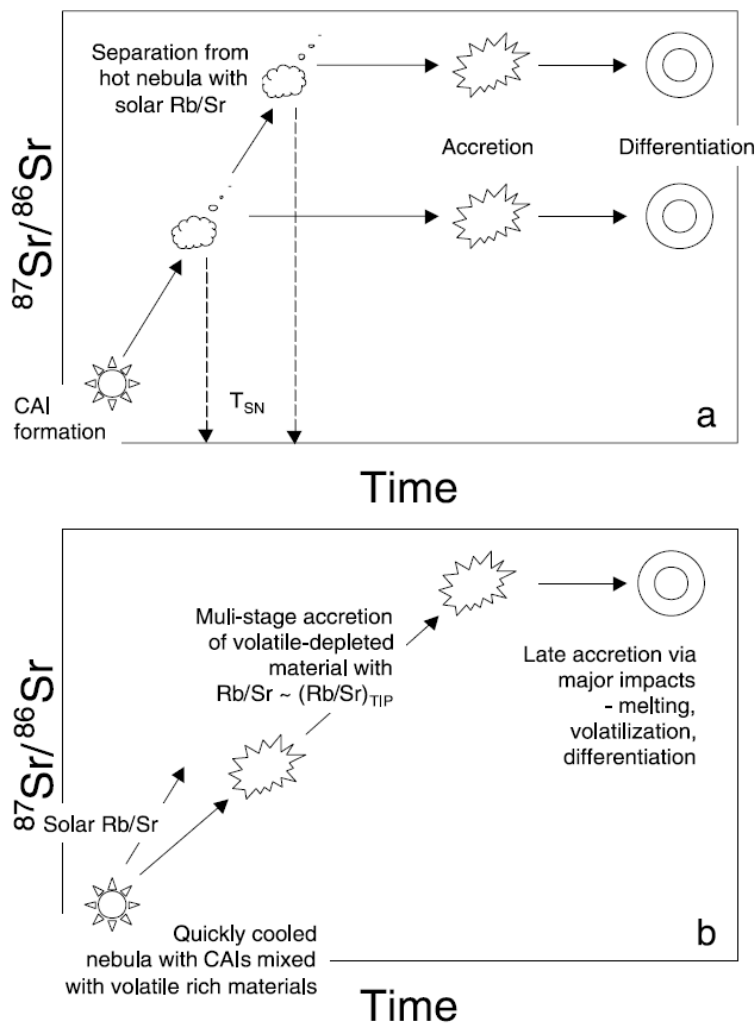 Separation from
hot nebula with
solar Rb/Sr
Accretion
Differentiation
87Sr/86Sr
CAI
formation
TSN
a
Time
Muli-stage accretion
of volatile-depleted
material with
Rb/Sr ~ (Rb/Sr)TIP
Late accretion via
major impacts
- melting,
volatilization,
differentiation
87Sr/86Sr
Solar Rb/Sr
Quickly cooled
nebula with CAIs mixed
with volatile rich materials
b
Time